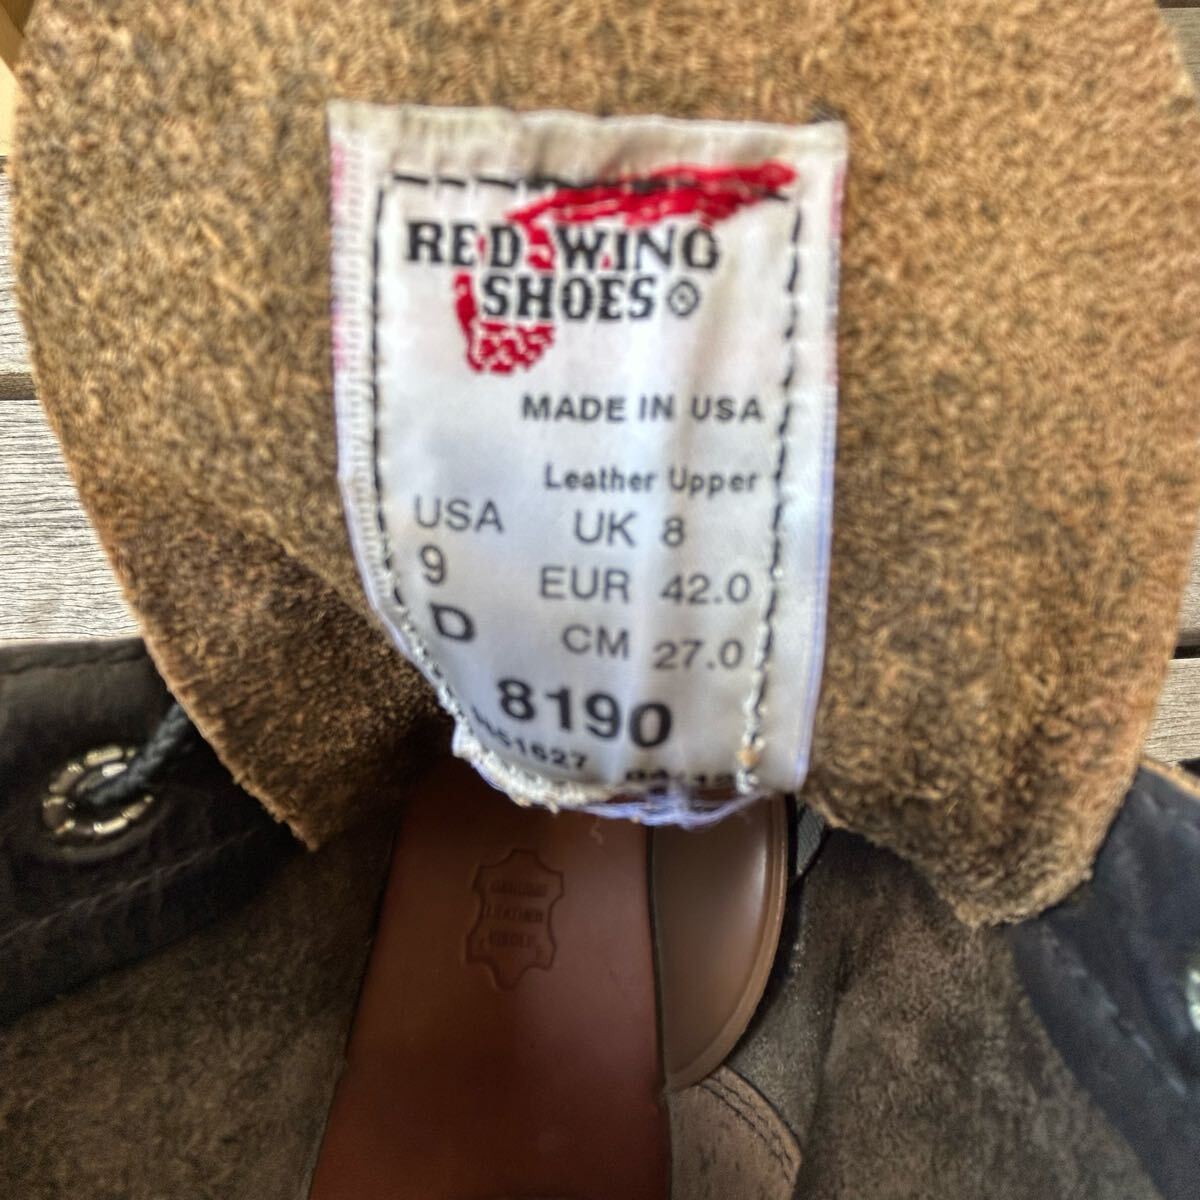 RED WING
SHOES
MADE IN USA
Leather Upper
USA UK 8
9 EUR 42.0
D CM 27.0
8190
LEATHER